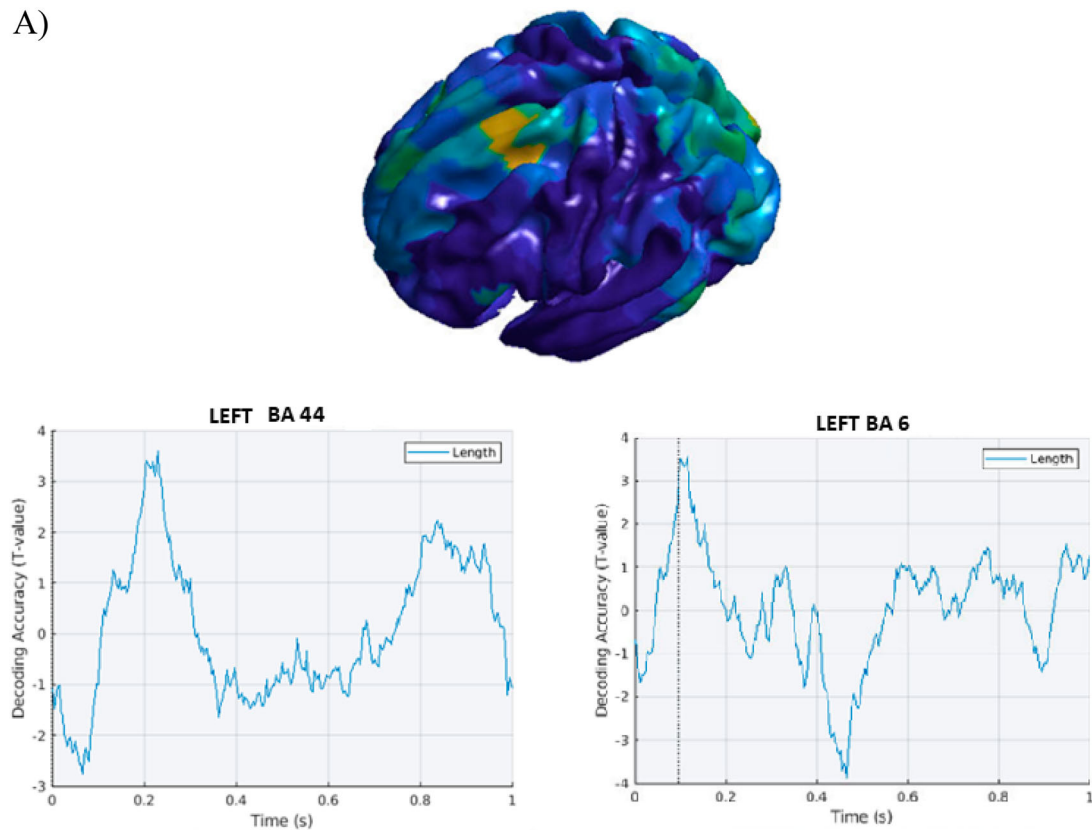 A)
LEFT BA 44
Length
Decoding Accuracy (T-value)
4
3
2
1
0
-1
-2
-3
0 0.2 0.4 0.6 0.8 1
Time (s)
LEFT BA 6
Length
Decoding Accuracy (T-value)
4
3
2
1
0
-1
-2
-3
-4
0 0.2 0.4 0.6 0.8 1
Time (s)